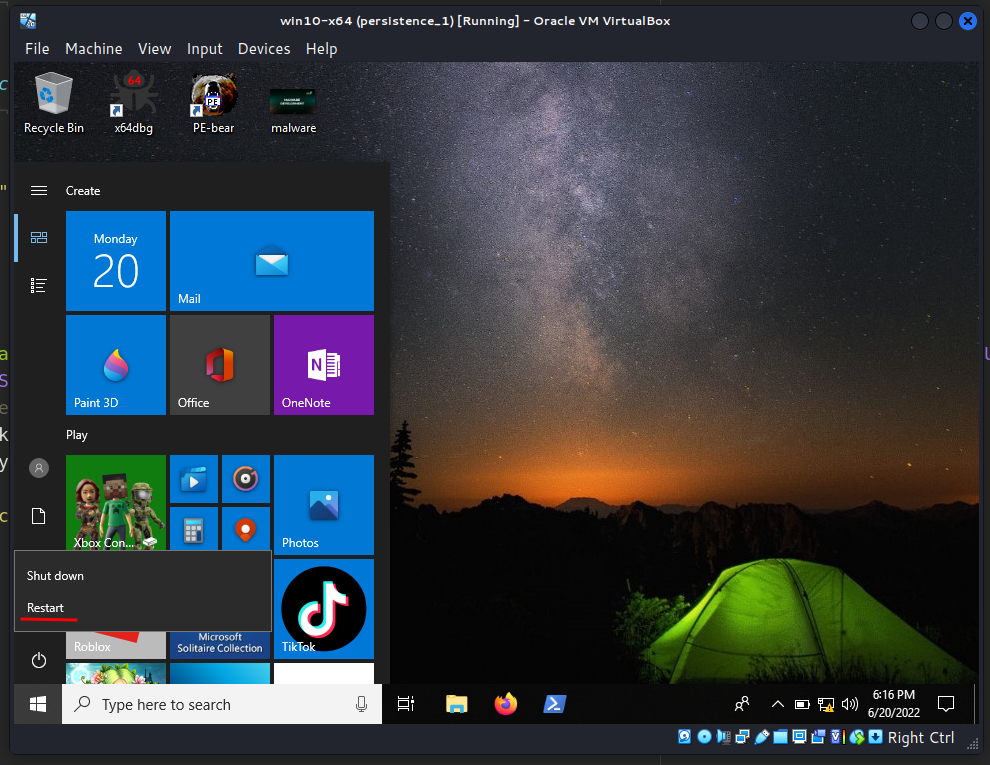 win10-x64 (persistence_1) [Running] - Oracle VM VirtualBox
File Machine View Input Devices Help
64
PE
Recycle Bin
x64dbg
PE-bear
malware
Create
Monday
20
Mail
Paint 3D
Office
N
OneNote
Play
Xbox Con...
Photos
Shut down
Restart
Roblox
Microsoft
Solitaire Collection
TikTok
Type here to search
6:16 PM
6/20/2022
Right Ctrl